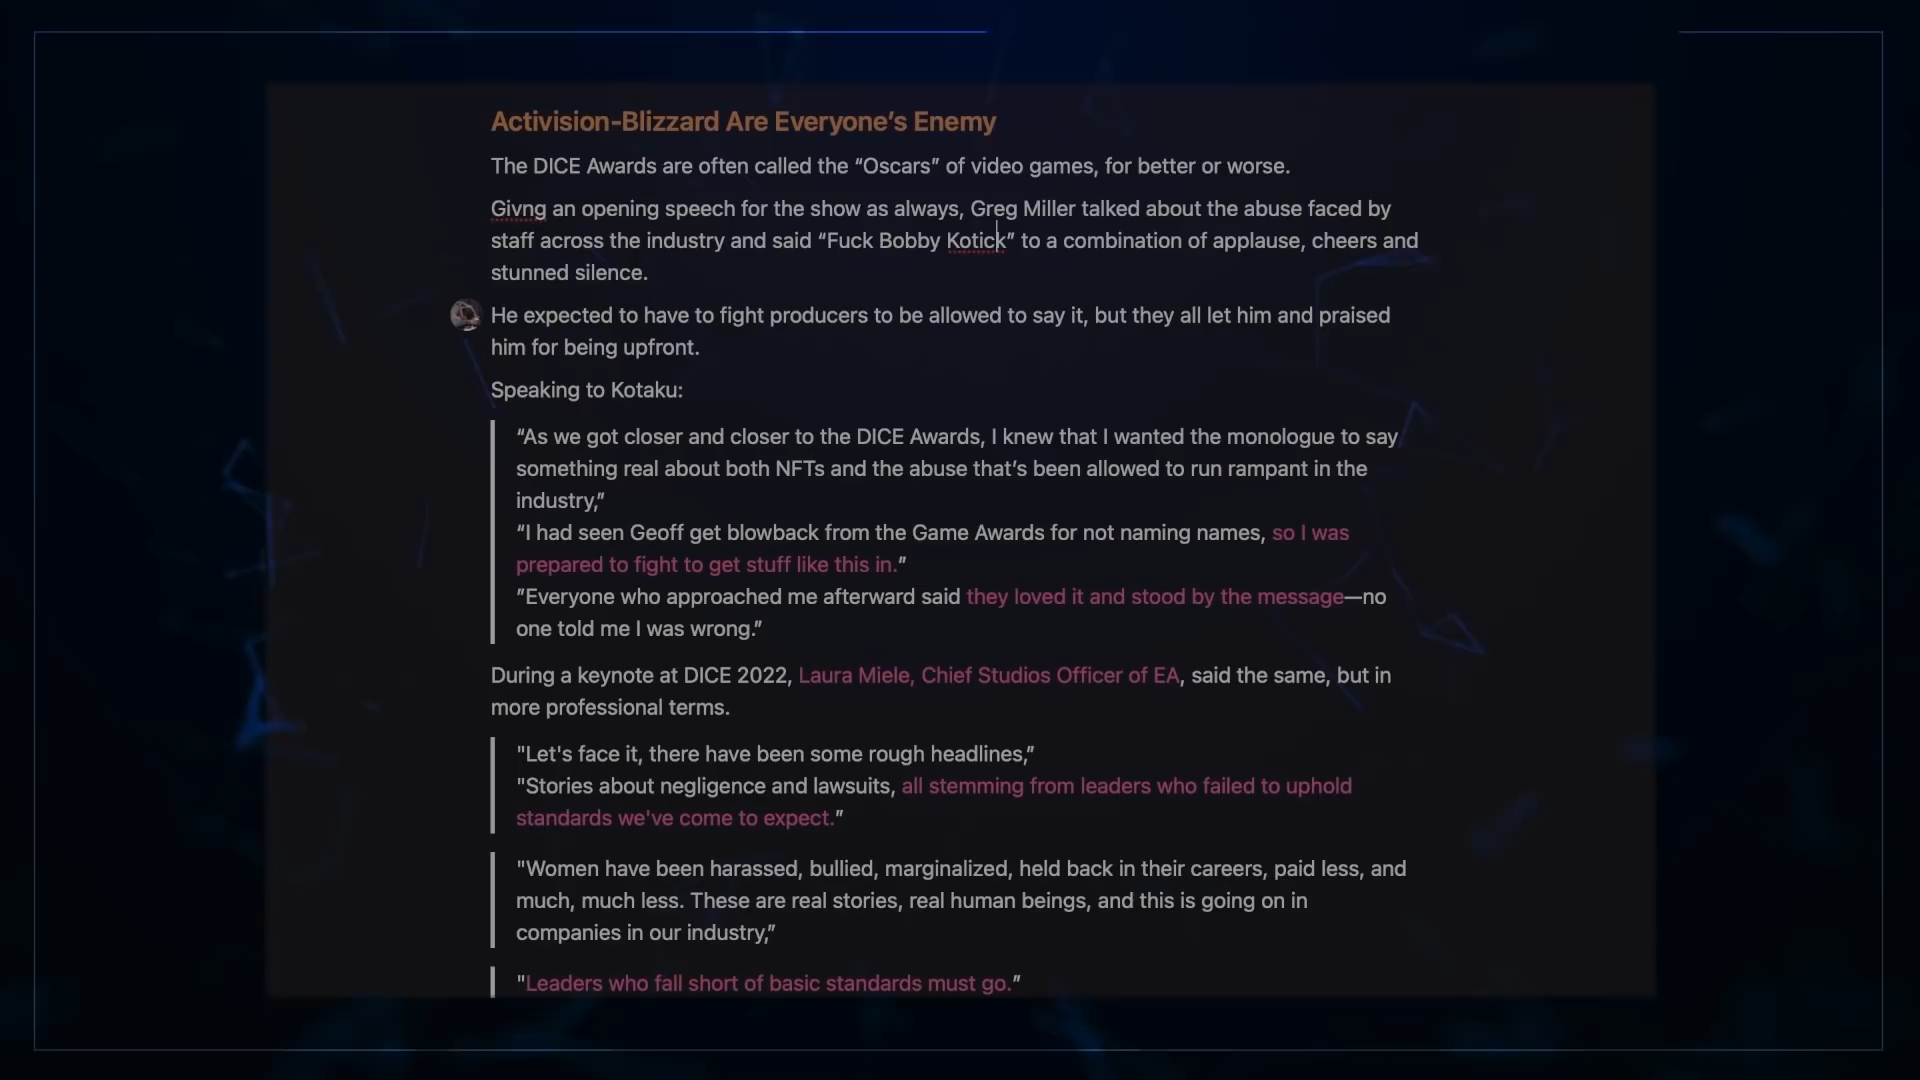 Activision-Blizzard Are Everyone’s Enemy
The DICE Awards are often called the “Oscars” of video games, for better or worse.
Givng an opening speech for the show as always, Greg Miller talked about the abuse faced by
staff across the industry and said “Fuck Bobby Kotick” to a combination of applause, cheers and
stunned silence.
He expected to have to fight producers to be allowed to say it, but they all let him and praised
him for being upfront.
Speaking to Kotaku:
“As we got closer and closer to the DICE Awards, I knew that I wanted the monologue to say
something real about both NFTs and the abuse that’s been allowed to run rampant in the
industry,”
“I had seen Geoff get blowback from the Game Awards for not naming names, so I was
prepared to fight to get stuff like this in.”
”Everyone who approached me afterward said they loved it and stood by the message—no
one told me I was wrong.”
During a keynote at DICE 2022, Laura Miele, Chief Studios Officer of EA, said the same, but in
more professional terms.
"Let's face it, there have been some rough headlines,”
"Stories about negligence and lawsuits, all stemming from leaders who failed to uphold
standards we've come to expect.”
"Women have been harassed, bullied, marginalized, held back in their careers, paid less, and
much, much less. These are real stories, real human beings, and this is going on in
companies in our industry,”
"Leaders who fall short of basic standards must go.”